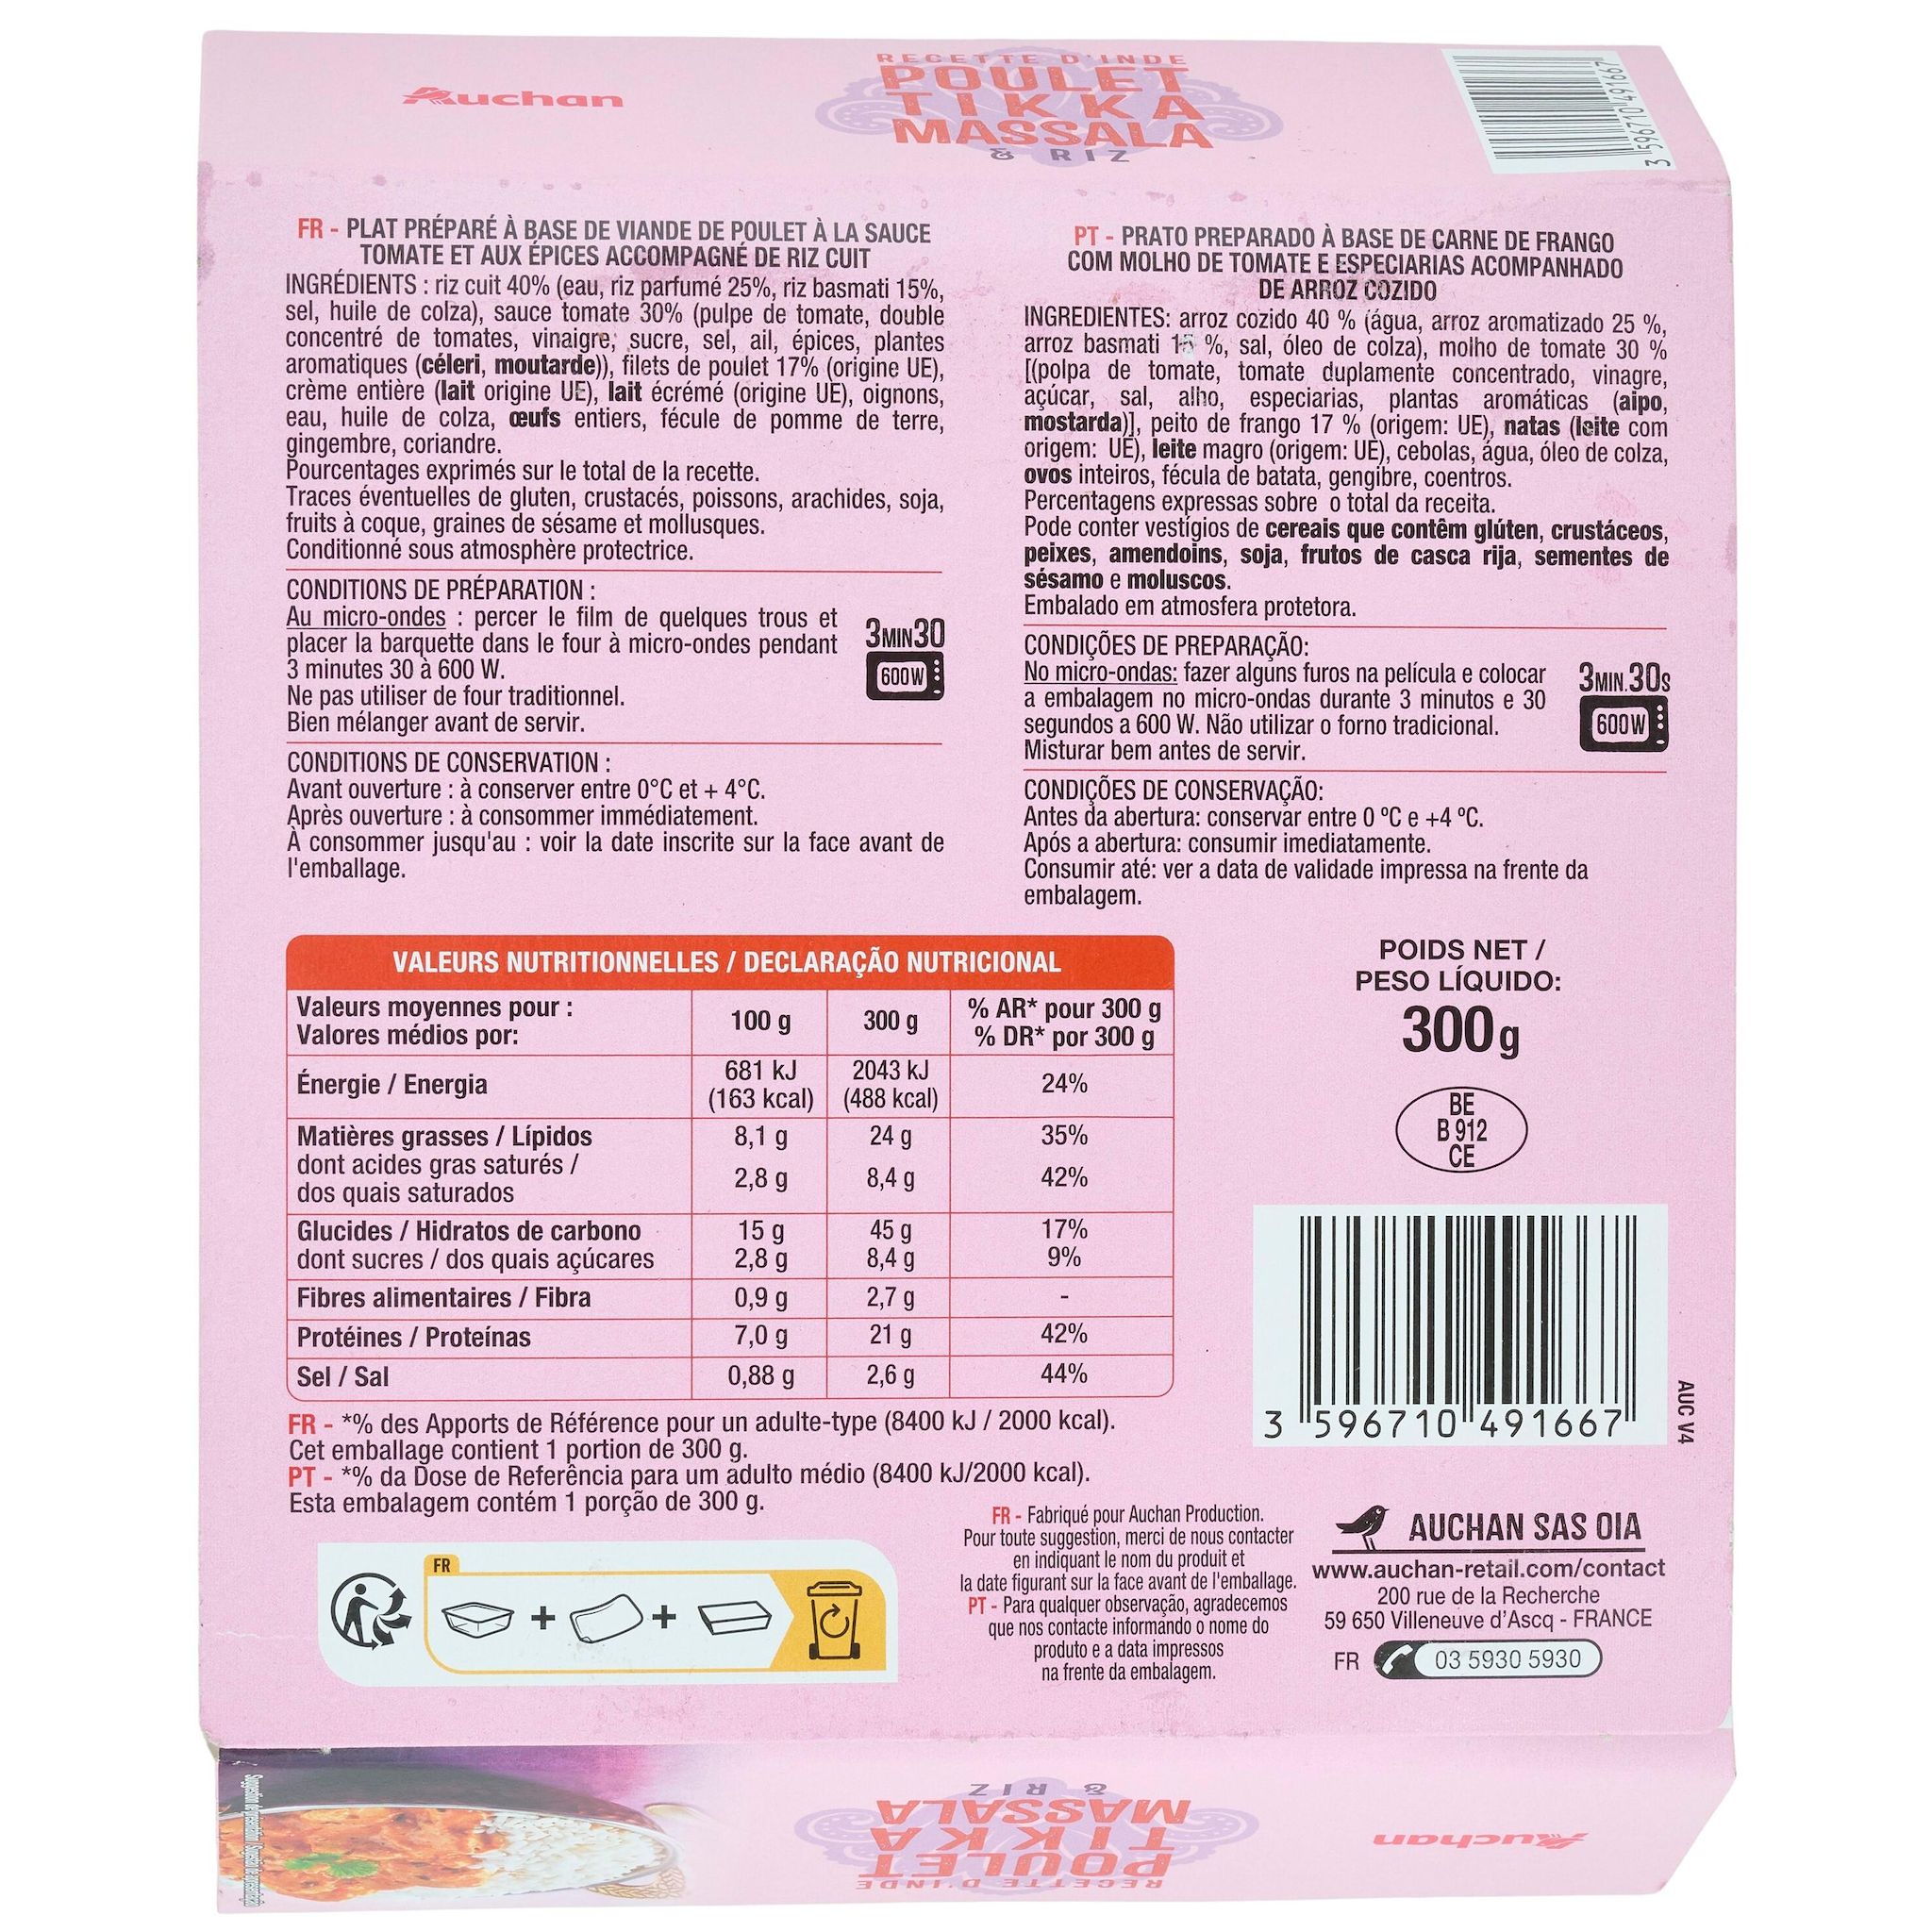 Auchan
RECETTE D'INDE
POULET
TIKKA
MASSALA
& RIZ
3 596710 491667
FR - PLAT PRÉPARÉ À BASE DE VIANDE DE POULET À LA SAUCE
TOMATE ET AUX ÉPICES ACCOMPAGNÉ DE RIZ CUIT
INGRÉDIENTS : riz cuit 40% (eau, riz parfumé 25%, riz basmati 15%,
sel, huile de colza), sauce tomate 30% (pulpe de tomate, double
concentré de tomates, vinaigre, sucre, sel, ail, épices, plantes
aromatiques (céleri, moutarde)), filets de poulet 17% (origine UE),
crème entière (lait origine UE), lait écrémé (origine UE), oignons,
eau, huile de colza, œufs entiers, fécule de pomme de terre,
gingembre, coriandre.
Pourcentages exprimés sur le total de la recette.
Traces éventuelles de gluten, crustacés, poissons, arachides, soja,
fruits à coque, graines de sésame et mollusques.
Conditionné sous atmosphère protectrice.
CONDITIONS DE PRÉPARATION :
Au micro-ondes : percer le film de quelques trous et
placer la barquette dans le four à micro-ondes pendant
3 minutes 30 à 600 W.
Ne pas utiliser de four traditionnel.
Bien mélanger avant de servir.
3MIN30
600W
CONDITIONS DE CONSERVATION :
Avant ouverture : à conserver entre 0°C et + 4°C.
Après ouverture : à consommer immédiatement.
À consommer jusqu'au : voir la date inscrite sur la face avant de
l'emballage.
PT - PRATO PREPARADO À BASE DE CARNE DE FRANGO
COM MOLHO DE TOMATE E ESPECIARIAS ACOMPANHADO
DE ARROZ COZIDO
INGREDIENTES: arroz cozido 40 % (água, arroz aromatizado 25 %,
arroz basmati 15 %, sal, óleo de colza), molho de tomate 30 %
[(polpa de tomate, tomate duplamente concentrado, vinagre,
açúcar, sal, alho, especiarias, plantas aromáticas (aipo,
mostarda)], peito de frango 17 % (origem: UE), natas (leite com
origem: UE), leite magro (origem: UE), cebolas, água, óleo de colza,
ovos inteiros, fécula de batata, gengibre, coentros.
Percentagens expressas sobre o total da receita.
Pode conter vestígios de cereais que contêm glúten, crustáceos,
peixes, amendoins, soja, frutos de casca rija, sementes de
sésamo e moluscos.
Embalado em atmosfera protetora.
CONDIÇÕES DE PREPARAÇÃO:
No micro-ondas: fazer alguns furos na película e colocar
a embalagem no micro-ondas durante 3 minutos e 30
segundos a 600 W. Não utilizar o forno tradicional.
Misturar bem antes de servir.
3MIN.30s
600W
CONDIÇÕES DE CONSERVAÇÃO:
Antes da abertura: conservar entre 0 ºC e +4 ºC.
Após a abertura: consumir imediatamente.
Consumir até: ver a data de validade impressa na frente da
embalagem.
VALEURS NUTRITIONNELLES / DECLARAÇÃO NUTRICIONAL
Valeurs moyennes pour :
Valores médios por:
100 g 300 g % AR* pour 300 g
% DR* por 300 g
Énergie / Energia 681 kJ 2043 kJ 24%
(163 kcal) (488 kcal)
Matières grasses / Lípidos 8,1 g 24 g 35%
dont acides gras saturés /
dos quais saturados 2,8 g 8,4 g 42%
Glucides / Hidratos de carbono 15 g 45 g 17%
dont sucres / dos quais açúcares 2,8 g 8,4 g 9%
Fibres alimentaires / Fibra 0,9 g 2,7 g -
Protéines / Proteínas 7,0 g 21 g 42%
Sel / Sal 0,88 g 2,6 g 44%
FR - *% des Apports de Référence pour un adulte-type (8400 kJ / 2000 kcal).
Cet emballage contient 1 portion de 300 g.
PT - *% da Dose de Referência para um adulto médio (8400 kJ/2000 kcal).
Esta embalagem contém 1 porção de 300 g.
POIDS NET /
PESO LÍQUIDO:
300g
BE
B 912
CE
3 596710 491667
AUC V4
FR
+ +
FR - Fabriqué pour Auchan Production.
Pour toute suggestion, merci de nous contacter
en indiquant le nom du produit et
la date figurant sur la face avant de l'emballage.
PT - Para qualquer observação, agradecemos
que nos contacte informando o nome do
produto e a data impressos
na frente da embalagem.
AUCHAN SAS OIA
www.auchan-retail.com/contact
200 rue de la Recherche
59 650 Villeneuve d'Ascq - FRANCE
FR 03 5930 5930
Auchan
RECETTE D'INDE
POULET
TIKKA
MASSALA
& RIZ
Suggestion de présentation